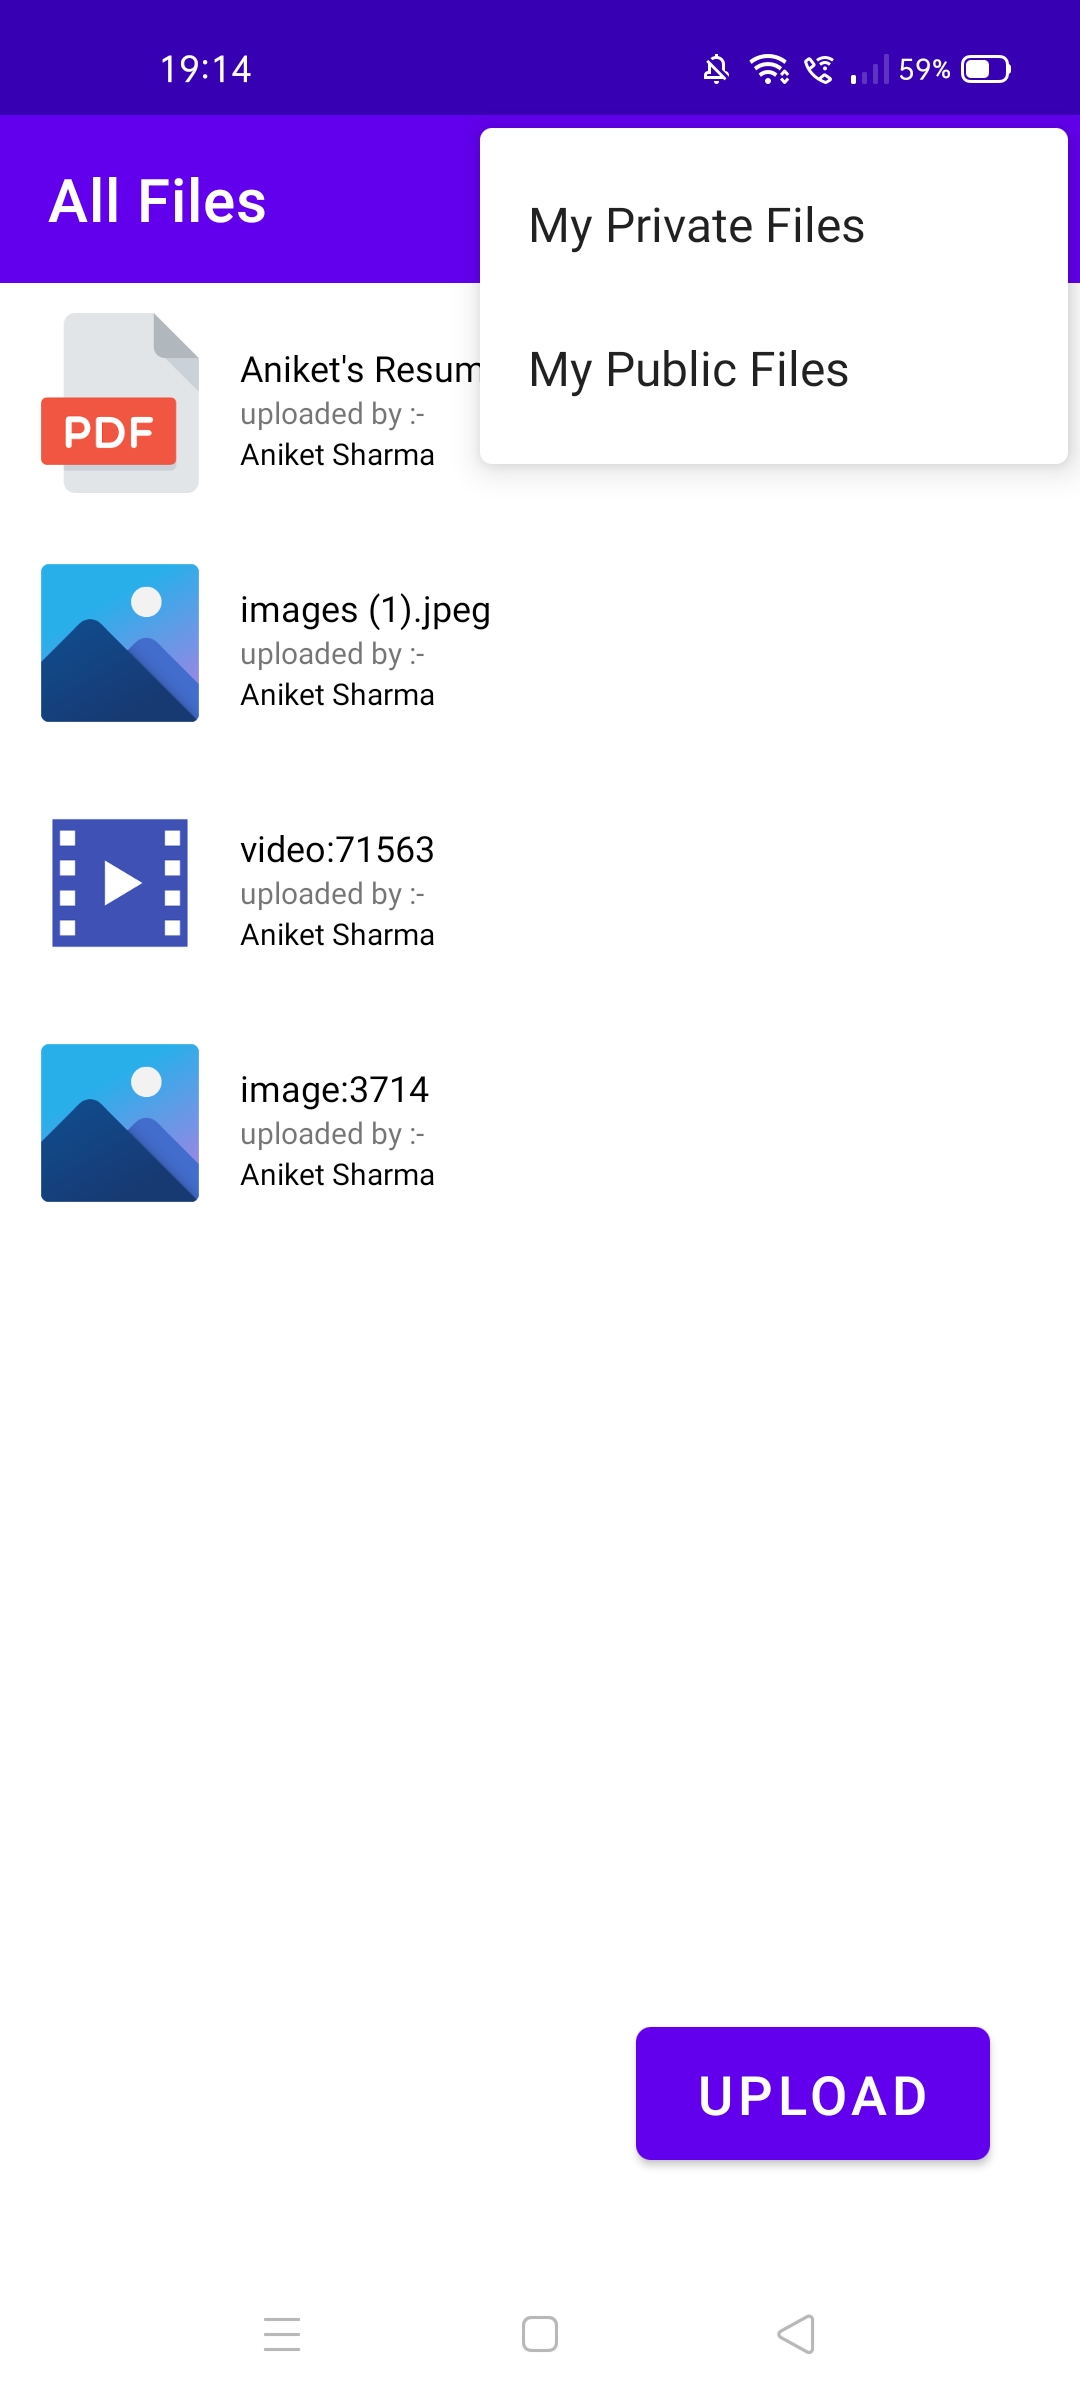 19:14
59%
All Files
My Private Files
My Public Files
Aniket's Resum
uploaded by :-
Aniket Sharma
PDF
images (1).jpeg
uploaded by :-
Aniket Sharma
video:71563
uploaded by :-
Aniket Sharma
image:3714
uploaded by :-
Aniket Sharma
UPLOAD